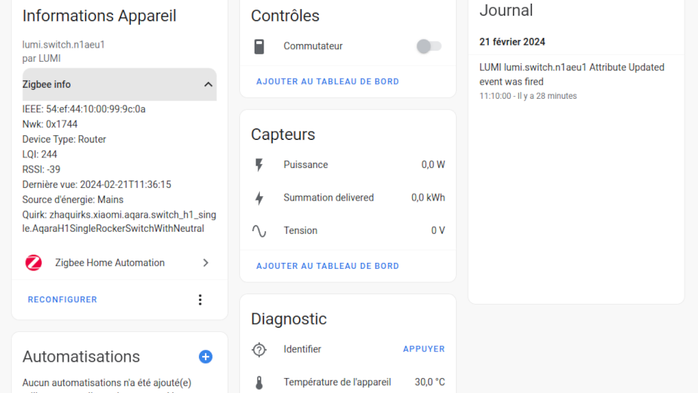 Informations Appareil
lumi.switch.n1aeu1
par LUMI
Zigbee info
IEEE: 54:ef:44:10:00:99:9c:0a
Nwk: 0x1744
Device Type: Router
LQI: 244
RSSI: -39
Dernière vue: 2024-02-21T11:36:15
Source d'énergie: Mains
Quirk: zhaquirks.xiaomi.aqara.switch_h1_sing
le.AqaraH1SingleRockerSwitchWithNeutral
Zigbee Home Automation
RECONFIGURER
Automatisations
Aucun automatisations n'a été ajouté(e)
Contrôles
Commutateur
AJOUTER AU TABLEAU DE BORD
Capteurs
Puissance 0,0 W
Summation delivered 0,0 kWh
Tension 0 V
AJOUTER AU TABLEAU DE BORD
Diagnostic
Identifier APPUYER
Température de l'appareil 30,0 °C
Journal
21 février 2024
LUMI lumi.switch.n1aeu1 Attribute Updated
event was fired
11:10:00 - Il y a 28 minutes